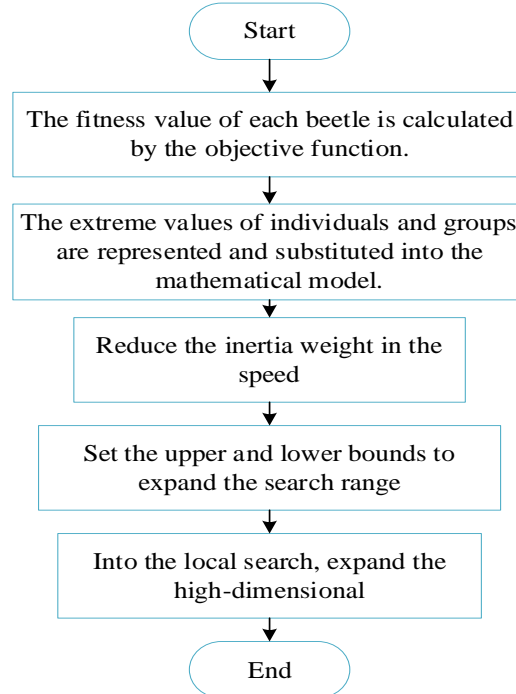 Start
The fitness value of each beetle is calculated
by the objective function.
The extreme values of individuals and groups
are represented and substituted into the
mathematical model.
Reduce the inertia weight in the
speed
Set the upper and lower bounds to
expand the search range
Into the local search, expand the
high-dimensional
End